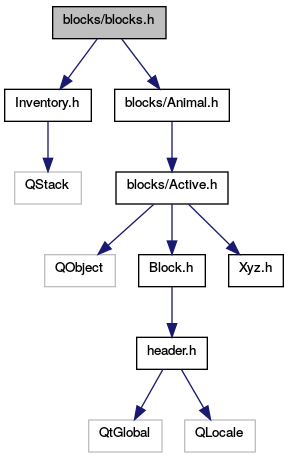 blocks/blocks.h
Inventory.h
blocks/Animal.h
QStack
blocks/Active.h
QObject
Block.h
Xyz.h
header.h
QtGlobal
QLocale